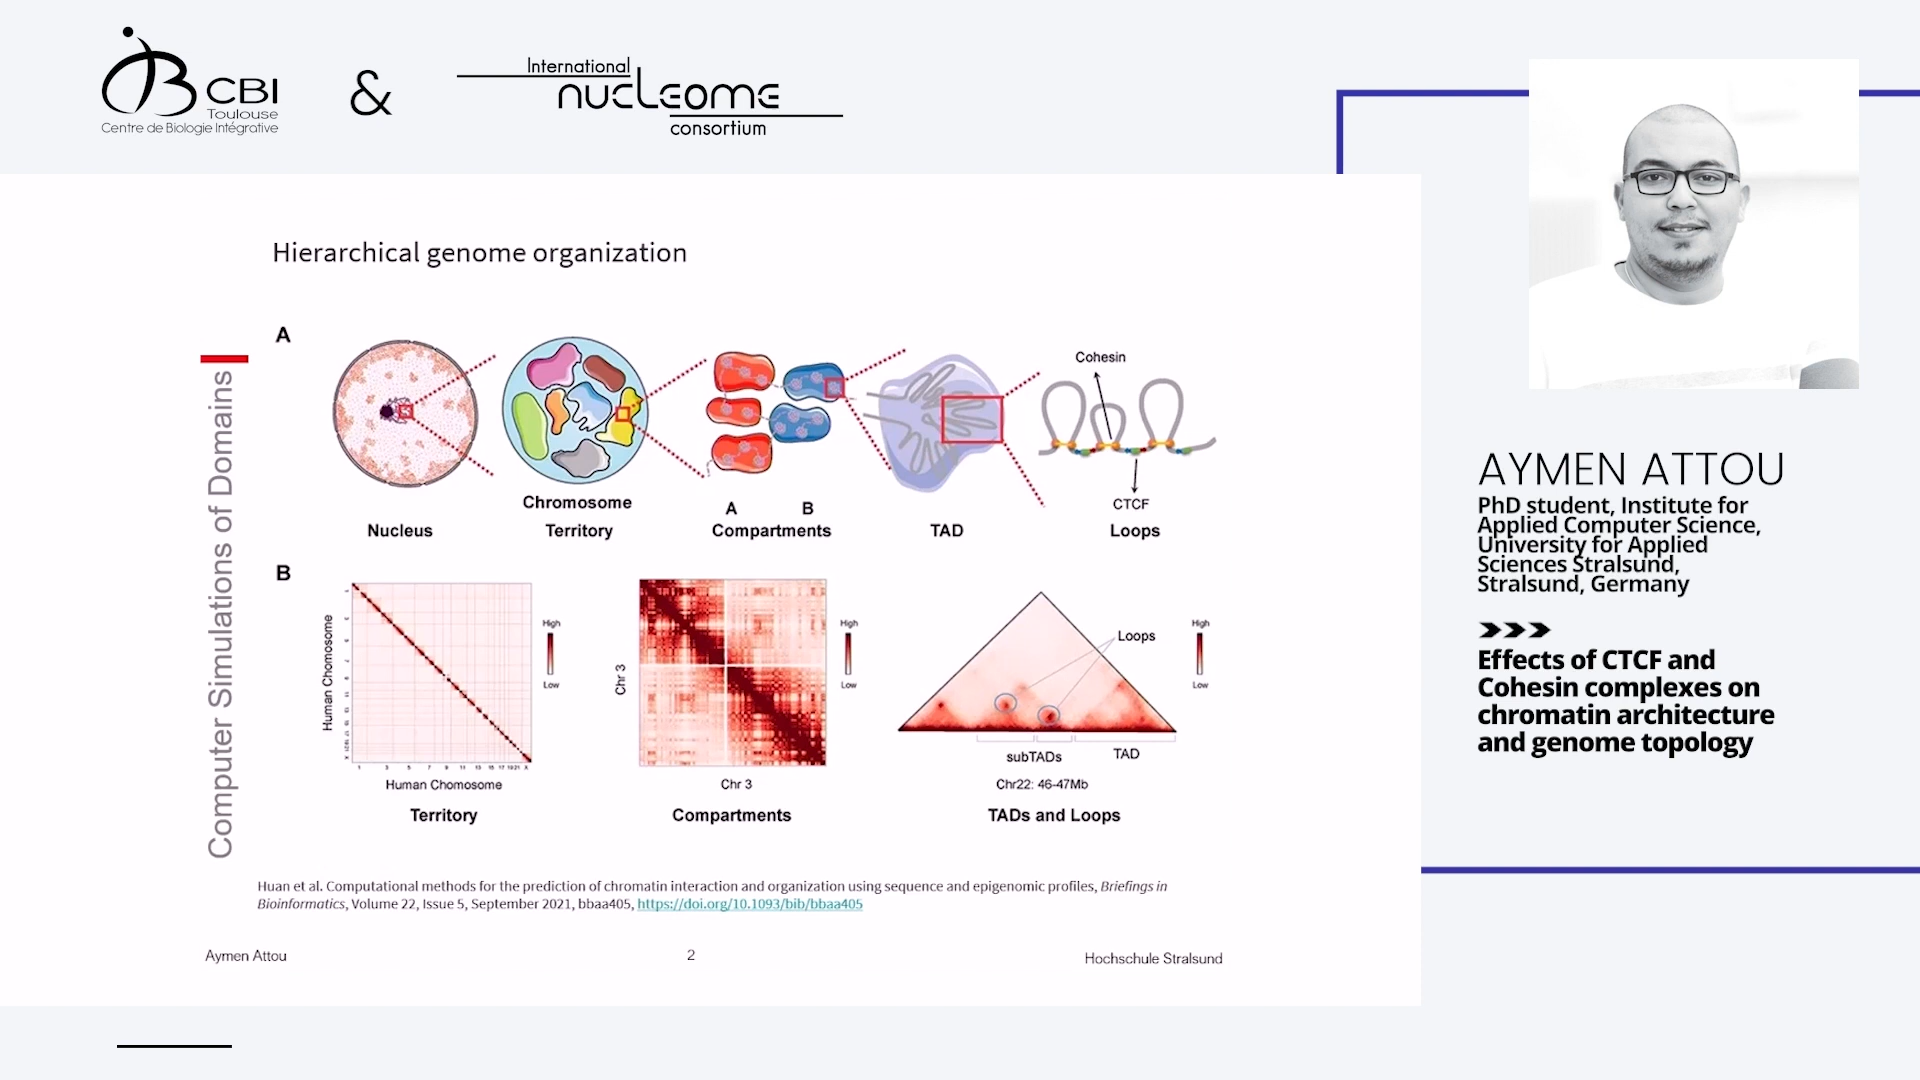 CBI
Toulouse
Centre de Biologie Intégrative
&
International
nucleome
consortium
Hierarchical genome organization
Computer Simulations of Domains
A
Cohesin
CTCF
Nucleus
Chromosome
Territory
A B
Compartments
TAD
Loops
B
Human Chromosome
High
Low
Human Chromosome
Territory
Chr 3
High
Low
Chr 3
Compartments
Loops
High
Low
subTADs
TAD
Chr22: 46-47Mb
TADs and Loops
Huan et al. Computational methods for the prediction of chromatin interaction and organization using sequence and epigenomic profiles, Briefings in
Bioinformatics, Volume 22, Issue 5, September 2021, bbaa405, https://doi.org/10.1093/bib/bbaa405
Aymen Attou
2
Hochschule Stralsund
AYMEN ATTOU
PhD student, Institute for
Applied Computer Science,
University for Applied
Sciences Stralsund,
Stralsund, Germany
Effects of CTCF and
Cohesin complexes on
chromatin architecture
and genome topology